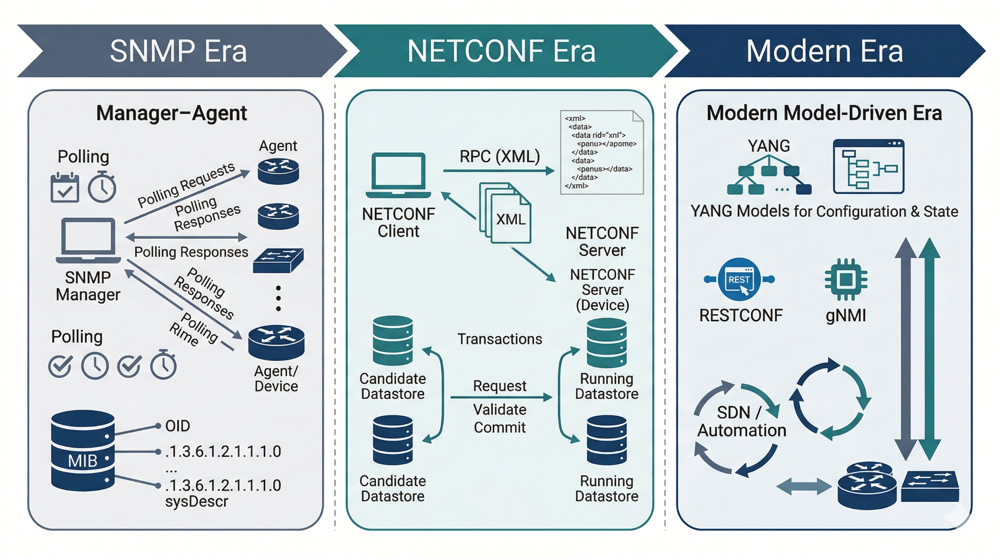 SNMP Era
NETCONF Era
Modern Era
Manager–Agent
Polling
Agent
Polling Requests
Polling
Responses
Polling Responses
SNMP
Manager
Polling
Responses
Polling
Rime
Polling
Agent/
Device
MIB
OID
.1.3.6.1.2.1.1.1.0
...
.1.3.6.1.2.1.1.1.0
sysDescr
RPC (XML)
<xml>
<data>
<data rid="xnl">
<panu></apome>
</data>
<data>
<panus></data>
</data>
</xml>
NETCONF
Client
XML
NETCONF
Server
NETCONF
Server
(Device)
Transactions
Candidate
Datastore
Request
Validate
Commit
Running
Datastore
Candidate
Datastore
Running
Datastore
Modern Model-Driven Era
YANG
...
YANG Models for Configuration & State
REST
RESTCONF
gNMI
SDN /
Automation